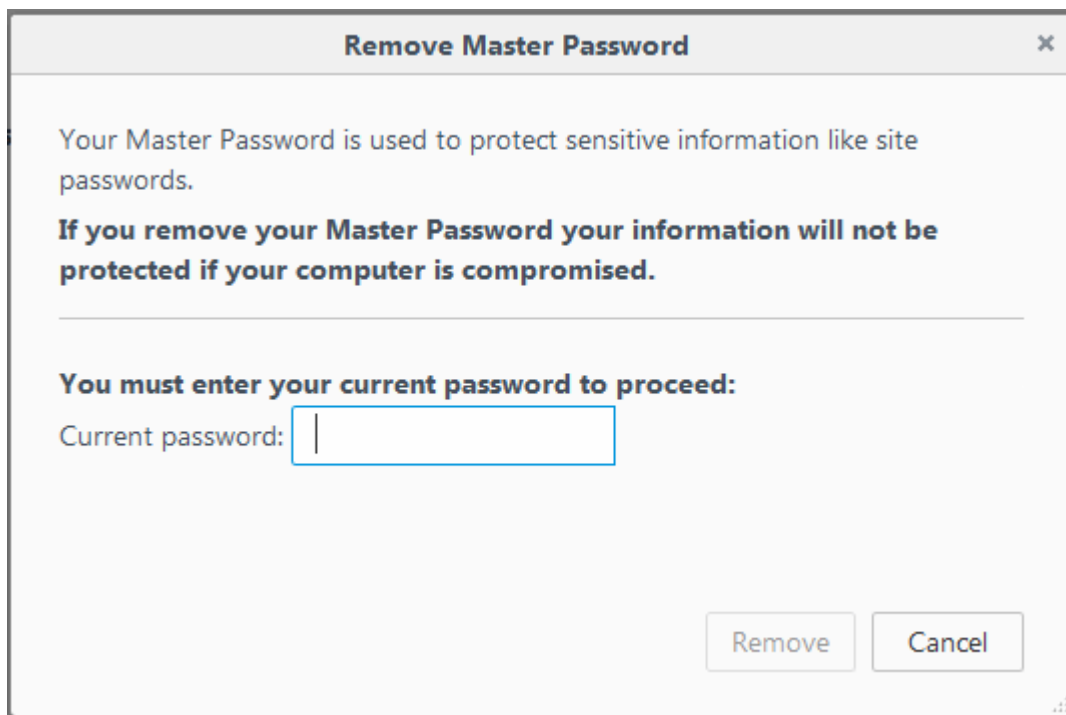 Remove Master Password
Your Master Password is used to protect sensitive information like site
passwords.
If you remove your Master Password your information will not be
protected if your computer is compromised.
You must enter your current password to proceed:
Current password:
Remove
Cancel